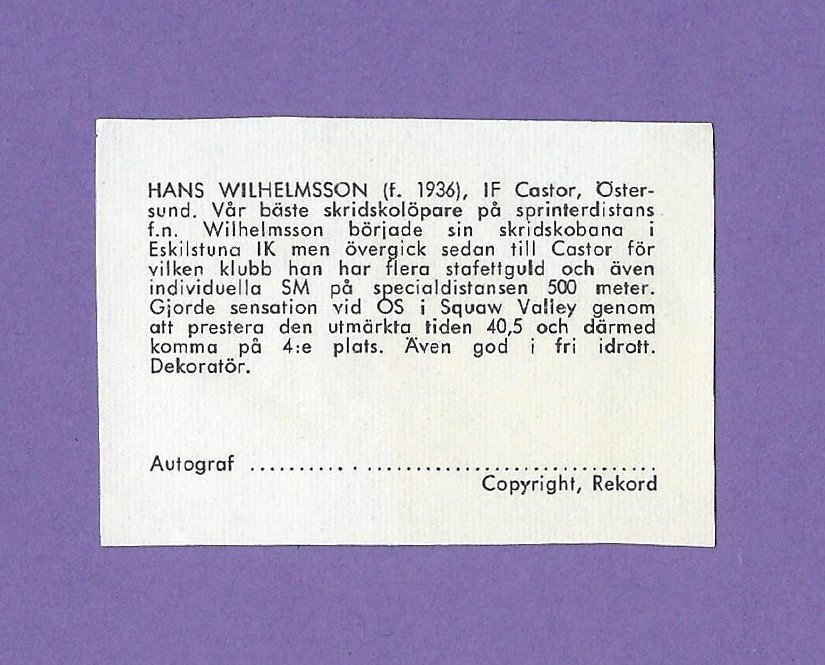 HANS WILHELMSSON (f. 1936), IF Castor, Öster-
sund. Vår bäste skridskolöpare på sprinterdistans
f.n. Wilhelmsson började sin skridskobana i
Eskilstuna IK men övergick sedan till Castor för
vilken klubb han har flera stafettguld och även
individuella SM på specialdistansen 500 meter.
Gjorde sensation vid OS i Squaw Valley genom
att prestera den utmärkta tiden 40,5 och därmed
komma på 4:e plats. Även god i fri idrott.
Dekoratör.
Autograf ..........................................
Copyright, Rekord